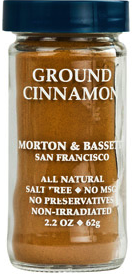 GROUND
CINNAMON
MORTON & BASSETT
SAN FRANCISCO
ALL NATURAL
SALT FREE • NO MSG
NO PRESERVATIVES
NON-IRRADIATED
2.2 OZ • 62g